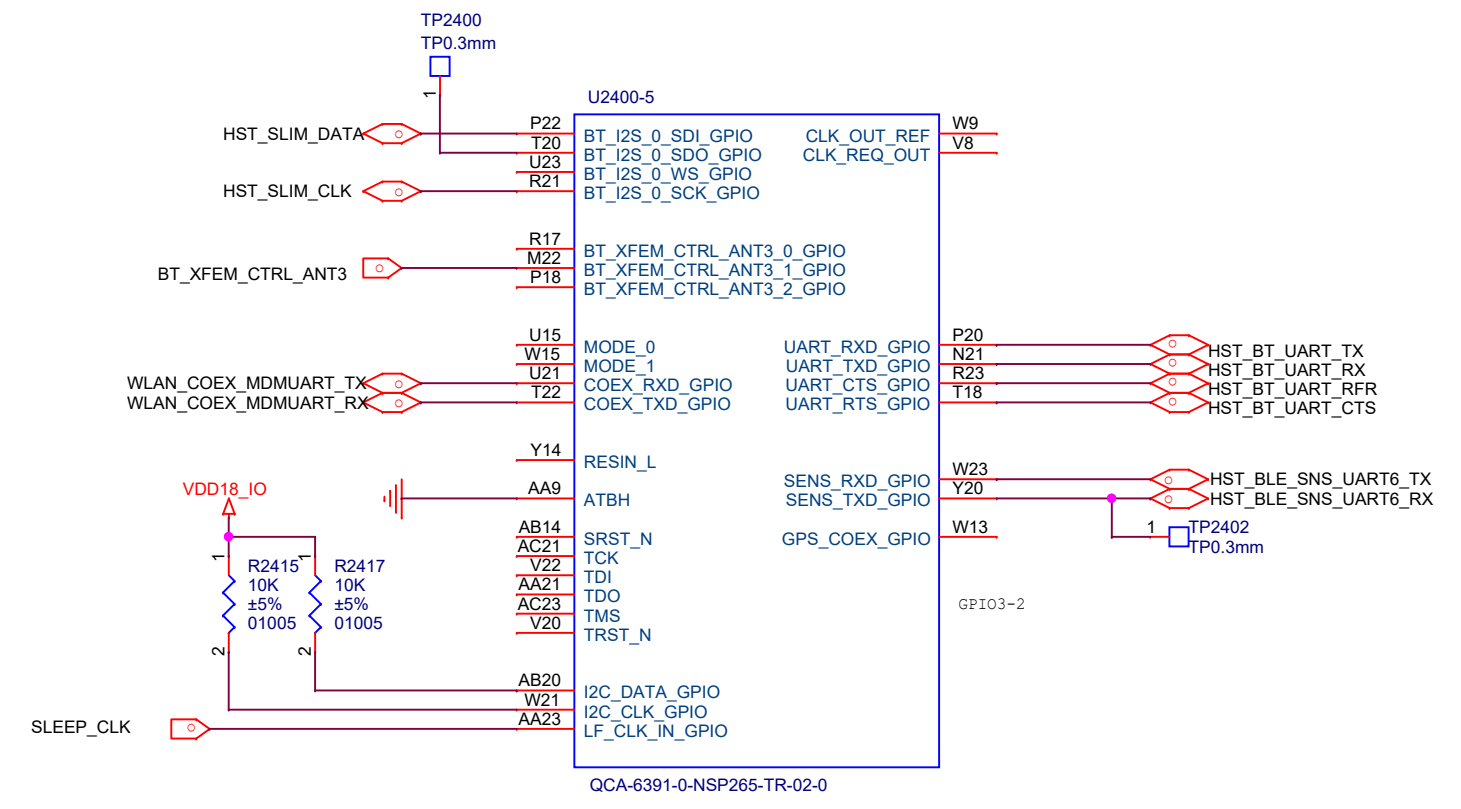 TP2400
TP0.3mm
1
U2400-5
HST_SLIM_DATA
P22
BT_I2S_0_SDI_GPIO
T20
BT_I2S_0_SDO_GPIO
U23
BT_I2S_0_WS_GPIO
HST_SLIM_CLK
R21
BT_I2S_0_SCK_GPIO
CLK_OUT_REF
W9
CLK_REQ_OUT
V8
R17
BT_XFEM_CTRL_ANT3_0_GPIO
BT_XFEM_CTRL_ANT3
M22
BT_XFEM_CTRL_ANT3_1_GPIO
P18
BT_XFEM_CTRL_ANT3_2_GPIO
U15
MODE_0
W15
MODE_1
WLAN_COEX_MDMUART_TX
U21
COEX_RXD_GPIO
WLAN_COEX_MDMUART_RX
T22
COEX_TXD_GPIO
UART_RXD_GPIO
P20
HST_BT_UART_TX
UART_TXD_GPIO
N21
HST_BT_UART_RX
UART_CTS_GPIO
R23
HST_BT_UART_RFR
UART_RTS_GPIO
T18
HST_BT_UART_CTS
Y14
RESIN_L
AA9
ATBH
SENS_RXD_GPIO
W23
HST_BLE_SNS_UART6_TX
SENS_TXD_GPIO
Y20
HST_BLE_SNS_UART6_RX
1
TP2402
TP0.3mm
GPS_COEX_GPIO
W13
GPIO3-2
VDD18_IO
AB14
SRST_N
AC21
TCK
V22
TDI
AA21
TDO
AC23
TMS
V20
TRST_N
1
R2415
10K
±5%
01005
2
1
R2417
10K
±5%
01005
2
AB20
I2C_DATA_GPIO
W21
I2C_CLK_GPIO
SLEEP_CLK
AA23
LF_CLK_IN_GPIO
QCA-6391-0-NSP265-TR-02-0